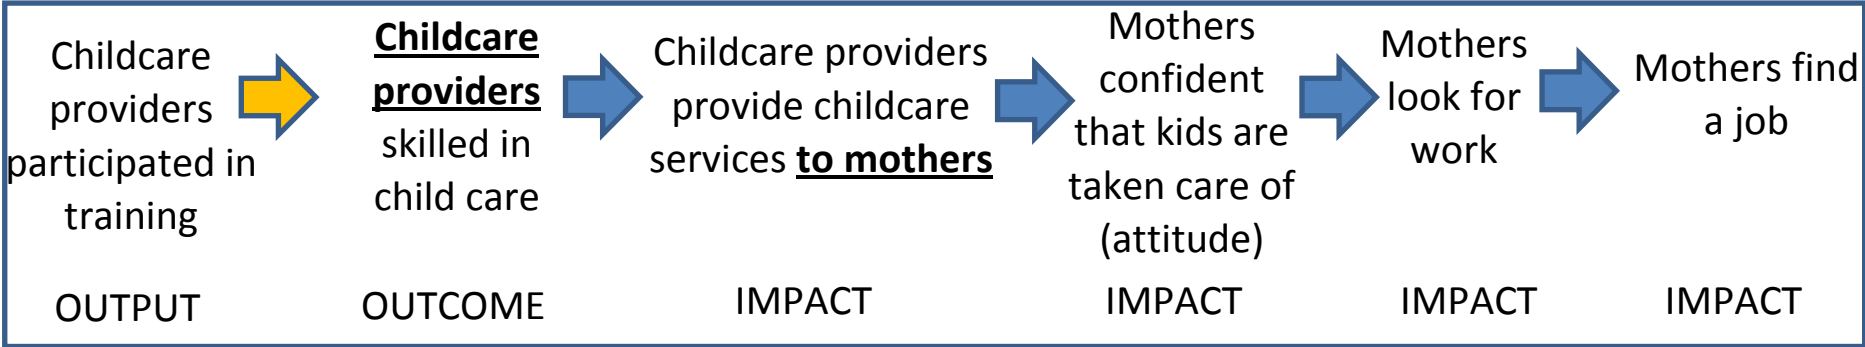 Childcare
providers
participated in
training
OUTPUT
Childcare
providers
skilled in
child care
OUTCOME
Childcare providers
provide childcare
services to mothers
IMPACT
Mothers
confident
that kids are
taken care of
(attitude)
IMPACT
Mothers
look for
work
IMPACT
Mothers find
a job
IMPACT